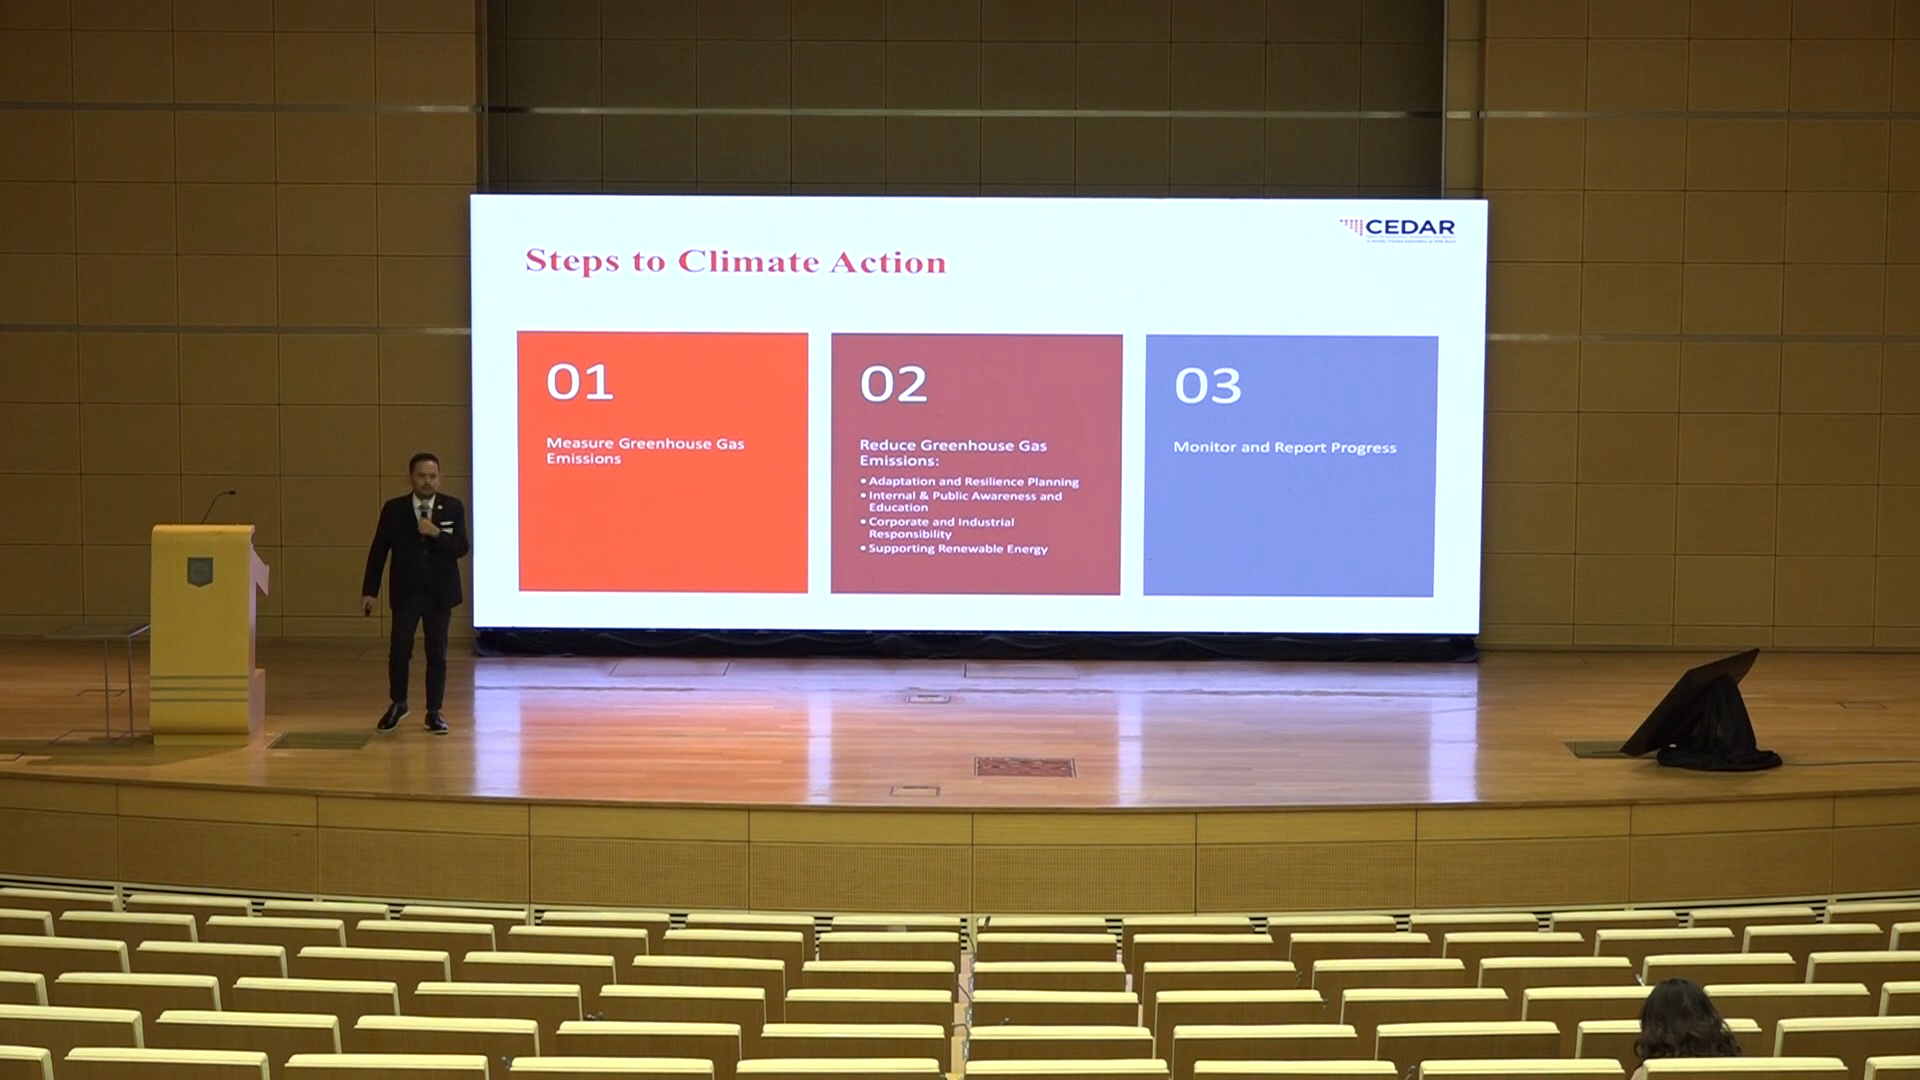 CEDAR
Steps to Climate Action
01
Measure Greenhouse Gas
Emissions
02
Reduce Greenhouse Gas
Emissions:
• Adaptation and Resilience Planning
• Internal & Public Awareness and
Education
• Corporate and Industrial
Responsibility
• Supporting Renewable Energy
03
Monitor and Report Progress